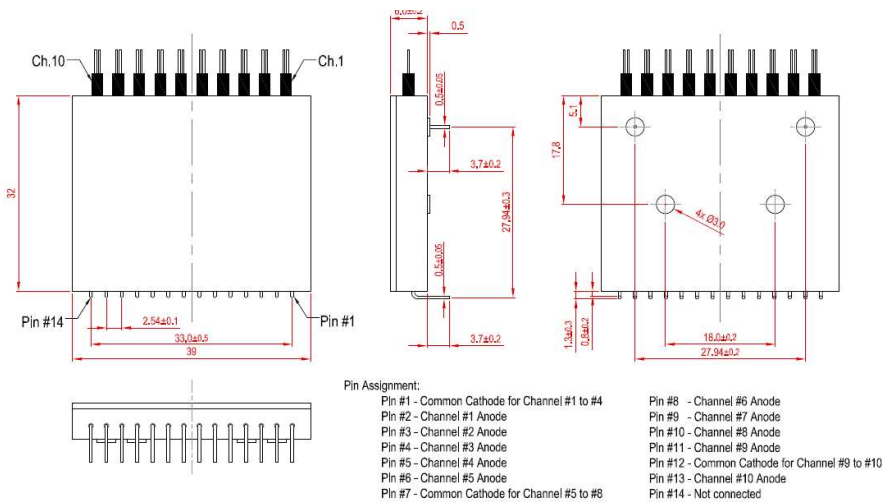 6.0±0.2
0.5
Ch.10
Ch.1
0.5±0.05
5.1
17.8
32
3.7±0.2
27.94±0.3
4x Ø3.0
0.5±0.05
Pin #14
2.54±0.1
Pin #1
33.0±0.5
39
3.7±0.2
1.3±0.3
0.8±0.2
18.0±0.2
27.94±0.2
Pin Assignment:
Pin #1 - Common Cathode for Channel #1 to #4
Pin #2 - Channel #1 Anode
Pin #3 - Channel #2 Anode
Pin #4 - Channel #3 Anode
Pin #5 - Channel #4 Anode
Pin #6 - Channel #5 Anode
Pin #7 - Common Cathode for Channel #5 to #8
Pin #8 - Channel #6 Anode
Pin #9 - Channel #7 Anode
Pin #10 - Channel #8 Anode
Pin #11 - Channel #9 Anode
Pin #12 - Common Cathode for Channel #9 to #10
Pin #13 - Channel #10 Anode
Pin #14 - Not connected